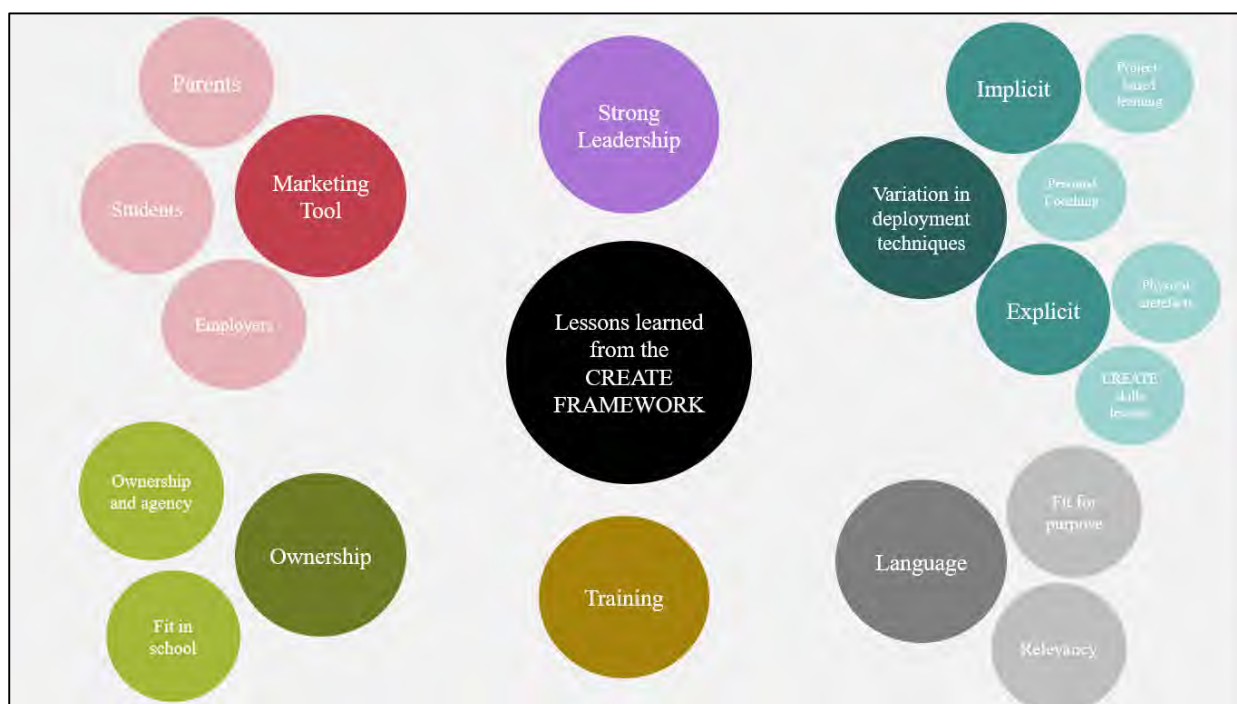 Parents
Students
Marketing
Tool
Employers
Strong
Leadership
Lessons learned
from the
CREATE
FRAMEWORK
Implicit
Project
based
learning
Personal
Coaching
Variation in
deployment
techniques
Explicit
Physical
CREATE
skills
lessons
Ownership
and agency
Ownership
Fit in
school
Training
Language
Fit for
purpove
Relevancy